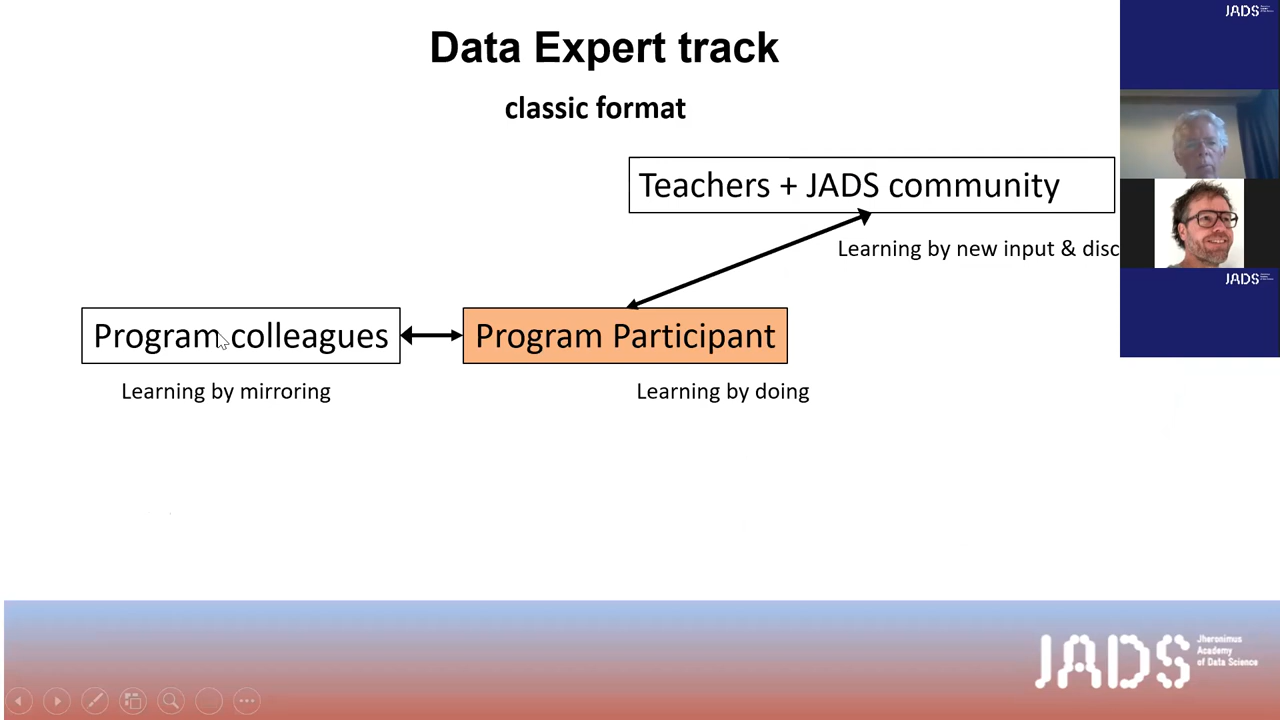 Data Expert track
classic format
JADS
Teachers + JADS community
Learning by new input & disc
JADS
Program colleagues
Program Participant
Learning by mirroring
Learning by doing
JADS
Jheronimus
Academy
of Data Science